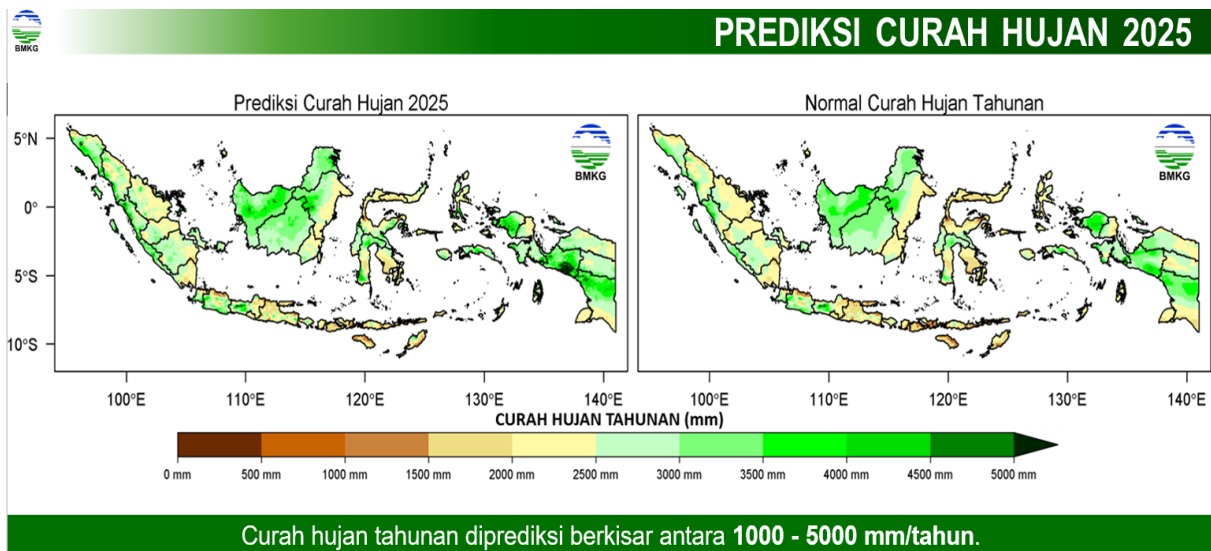 BMKG
PREDIKSI CURAH HUJAN 2025
Prediksi Curah Hujan 2025
Normal Curah Hujan Tahunan
BMKG
BMKG
5°N
0°
5°S
10°S
100°E 110°E 120°E 130°E 140°E
100°E 110°E 120°E 130°E 140°E
CURAH HUJAN TAHUNAN (mm)
0 mm 500 mm 1000 mm 1500 mm 2000 mm 2500 mm 3000 mm 3500 mm 4000 mm 4500 mm 5000 mm
Curah hujan tahunan diprediksi berkisar antara 1000 - 5000 mm/tahun.